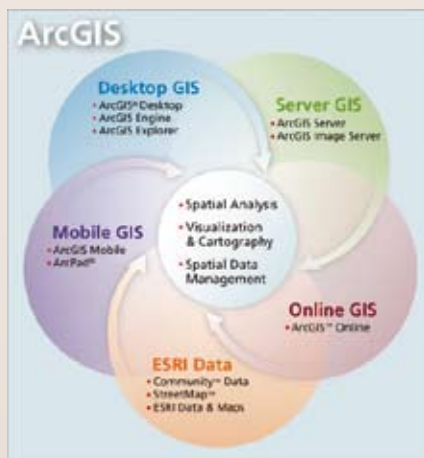 ArcGIS
Desktop GIS
• ArcGIS® Desktop
• ArcGIS Engine
• ArcGIS Explorer
Server GIS
• ArcGIS Server
• ArcGIS Image Server
• Spatial Analysis
• Visualization
& Cartography
• Spatial Data
Management
Mobile GIS
• ArcGIS Mobile
• ArcPad®
Online GIS
• ArcGIS℠ Online
ESRI Data
• Community℠ Data
• StreetMap™
• ESRI Data & Maps